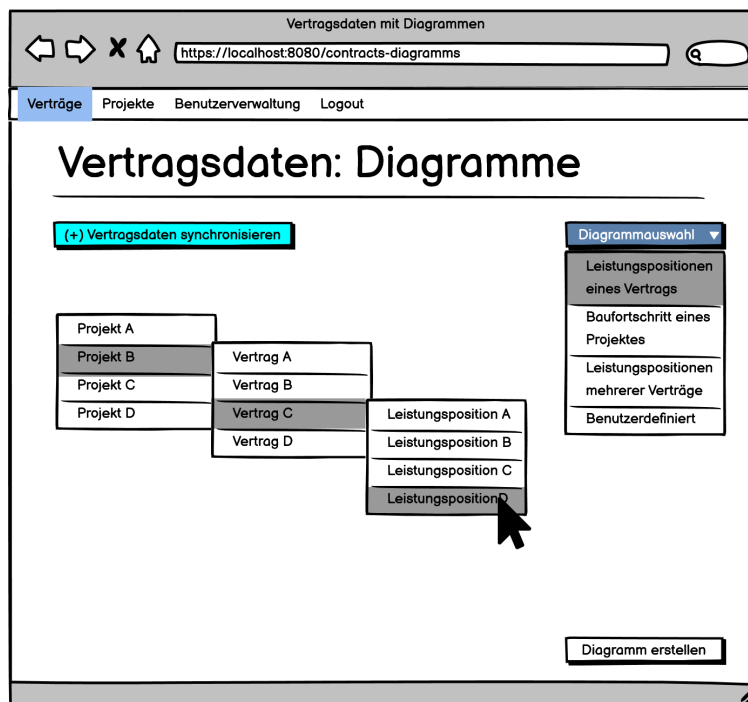 Vertragsdaten mit Diagrammen
https://localhost:8080/contracts-diagramms
Verträge Projekte Benutzerverwaltung Logout
Vertragsdaten: Diagramme
(+) Vertragsdaten synchronisieren
Diagrammauswahl
Leistungspositionen
eines Vertrags
Baufortschritt eines
Projektes
Leistungspositionen
mehrerer Verträge
Benutzerdefiniert
Projekt A
Projekt B
Projekt C
Projekt D
Vertrag A
Vertrag B
Vertrag C
Vertrag D
Leistungsposition A
Leistungsposition B
Leistungsposition C
Leistungsposition D
Diagramm erstellen